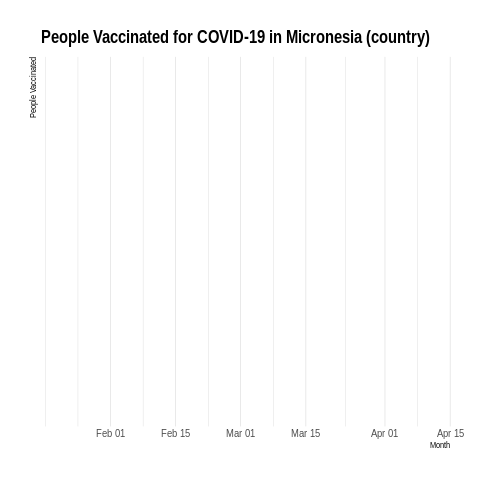 People Vaccinated for COVID-19 in Micronesia (country)
People Vaccinated
Feb 01
Feb 15
Mar 01
Mar 15
Apr 01
Apr 15
Month